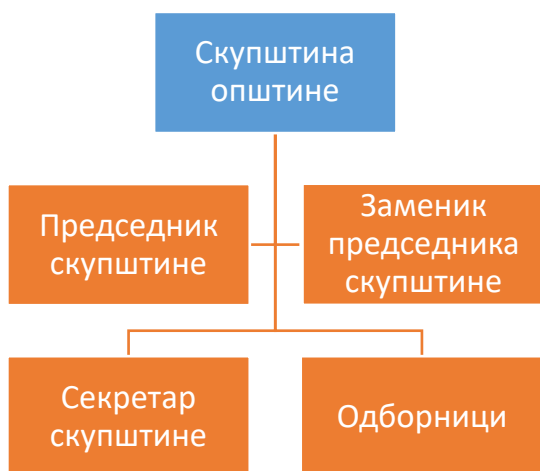 Скупштина
општине
Председник
скупштине
Заменик
председника
скупштине
Секретар
скупштине
Одборници